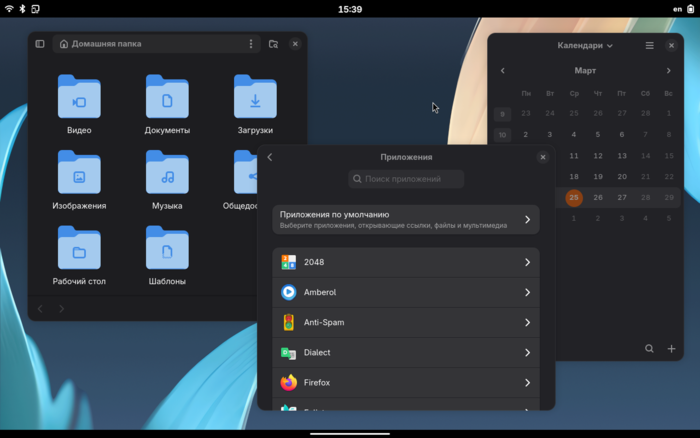 15:39
en
Домашняя папка
Видео
Документы
Загрузки
Изображения
Музыка
Рабочий стол
Шаблоны
Приложения
Поиск приложений
Приложения по умолчанию
Выберите приложения, открывающие ссылки, файлы и мультимедиа
2048
Amberol
Anti-Spam
Dialect
Firefox
Календари
Март
Пн Вт Ср Чт Пт Сб Вс
9 23 24 25 26 27 28 1
10 2 3 4 5 6 7 8
11 12 13 14 15
18 19 20 21 22
25 26 27 28 29
1 2 3 4 5